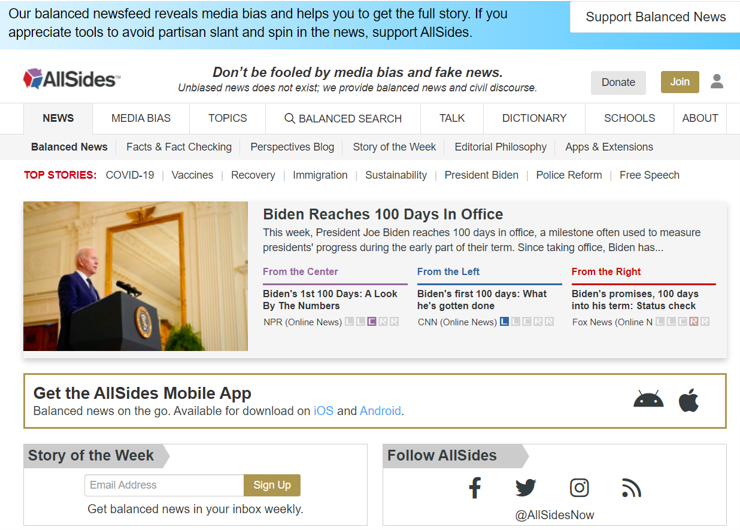 Our balanced newsfeed reveals media bias and helps you to get the full story. If you
appreciate tools to avoid partisan slant and spin in the news, support AllSides.
Support Balanced News
AllSides™
Don't be fooled by media bias and fake news.
Unbiased news does not exist; we provide balanced news and civil discourse.
Donate
Join
NEWS MEDIA BIAS TOPICS BALANCED SEARCH TALK DICTIONARY SCHOOLS ABOUT
Balanced News Facts & Fact Checking Perspectives Blog Story of the Week Editorial Philosophy Apps & Extensions
TOP STORIES: COVID-19 | Vaccines | Recovery | Immigration | Sustainability | President Biden | Police Reform | Free Speech
Biden Reaches 100 Days In Office
This week, President Joe Biden reaches 100 days in office, a milestone often used to measure
presidents' progress during the early part of their term. Since taking office, Biden has...
From the Center
Biden's 1st 100 Days: A Look
By The Numbers
NPR (Online News) L L C R R
From the Left
Biden's first 100 days: What
he's gotten done
CNN (Online News) L L C R R
From the Right
Biden's promises, 100 days
into his term: Status check
Fox News (Online N L L C R R
Get the AllSides Mobile App
Balanced news on the go. Available for download on iOS and Android.
Story of the Week
Email Address
Sign Up
Get balanced news in your inbox weekly.
Follow AllSides
@AllSidesNow